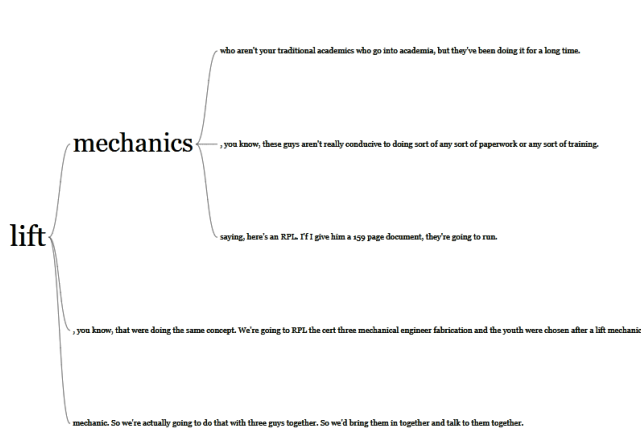 who aren't your traditional academics who go into academia, but they've been doing it for a long time.
mechanics
, you know, these guys aren't really conducive to doing sort of any sort of paperwork or any sort of training.
lift
saying, here's an RPL. I'f I give him a 159 page document, they're going to run.
, you know, that were doing the same concept. We're going to RPL the cert three mechanical engineer fabrication and the youth were chosen after a lift mechanic
mechanic. So we're actually going to do that with three guys together. So we'd bring them in together and talk to them together.